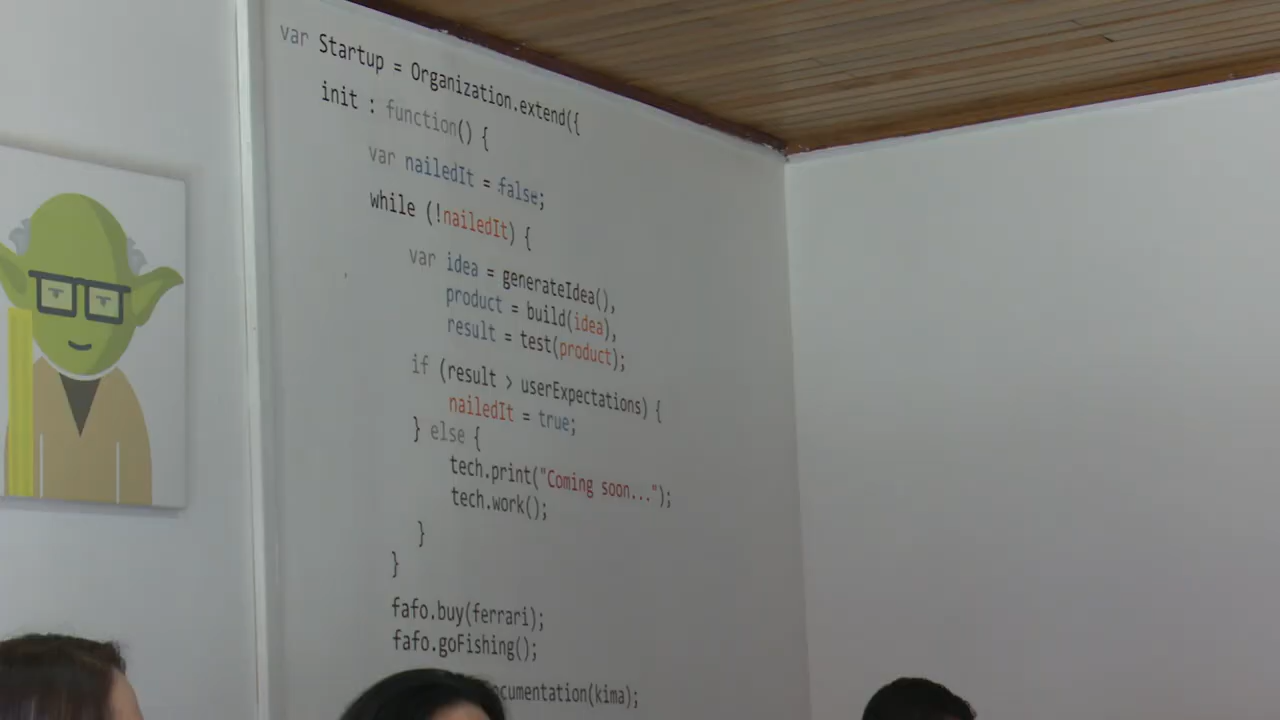 var Startup = Organization.extend({
init : function() {
var nailedIt = false;
while (!nailedIt) {
var idea = generateIdea(),
product = build(idea),
result = test(product);
if (result > userExpectations) {
nailedIt = true;
} else {
tech.print("Coming soon...");
tech.work();
}
}
fafo.buy(ferrari);
fafo.goFishing();
(kima);